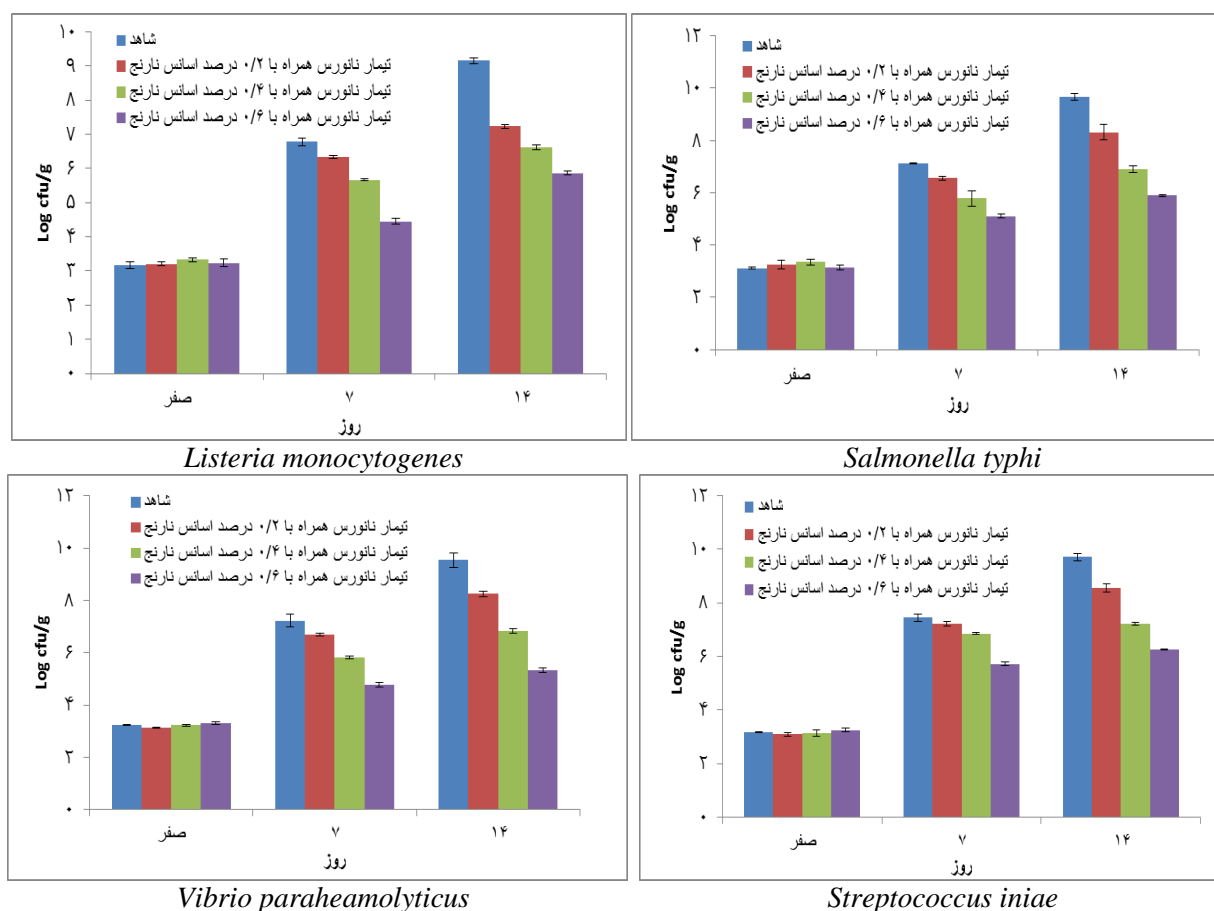 شاهد
تیمار نانورس همراه با ۰/۲ درصد اسانس نارنج
تیمار نانورس همراه با ۰/۴ درصد اسانس نارنج
تیمار نانورس همراه با ۰/۶ درصد اسانس نارنج
Log cfu/g
۱۰
۹
۸
۷
۶
۵
۴
۳
۲
۱
۰
صفر ۷ ۱۴
روز
Listeria monocytogenes
شاهد
تیمار نانورس همراه با ۰/۲ درصد اسانس نارنج
تیمار نانورس همراه با ۰/۴ درصد اسانس نارنج
تیمار نانورس همراه با ۰/۶ درصد اسانس نارنج
Log cfu/g
۱۲
۱۰
۸
۶
۴
۲
۰
صفر ۷ ۱۴
روز
Salmonella typhi
شاهد
تیمار نانورس همراه با ۰/۲ درصد اسانس نارنج
تیمار نانورس همراه با ۰/۴ درصد اسانس نارنج
تیمار نانورس همراه با ۰/۶ درصد اسانس نارنج
Log cfu/g
۱۲
۱۰
۸
۶
۴
۲
۰
صفر ۷ ۱۴
روز
Vibrio paraheamolyticus
شاهد
تیمار نانورس همراه با ۰/۲ درصد اسانس نارنج
تیمار نانورس همراه با ۰/۴ درصد اسانس نارنج
تیمار نانورس همراه با ۰/۶ درصد اسانس نارنج
Log cfu/g
۱۲
۱۰
۸
۶
۴
۲
۰
صفر ۷ ۱۴
روز
Streptococcus iniae